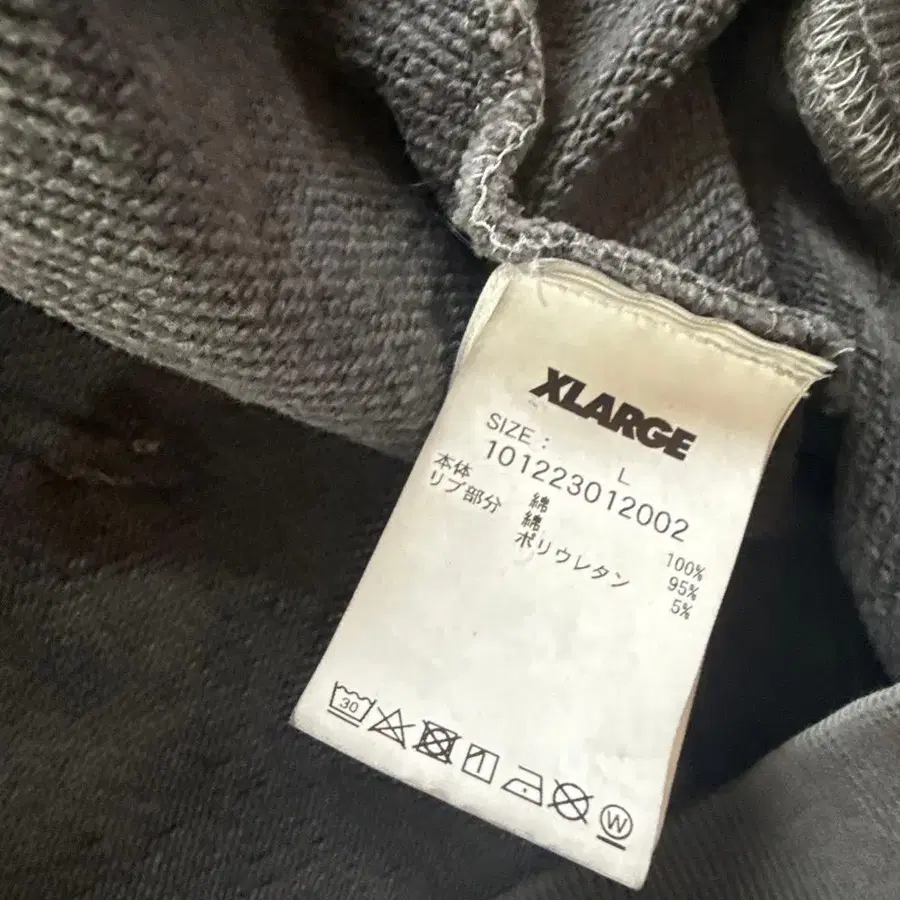 XLARGE
SIZE : L
101223012002
本体 綿 100%
リブ部分 綿 95%
ポリウレタン 5%
30
W